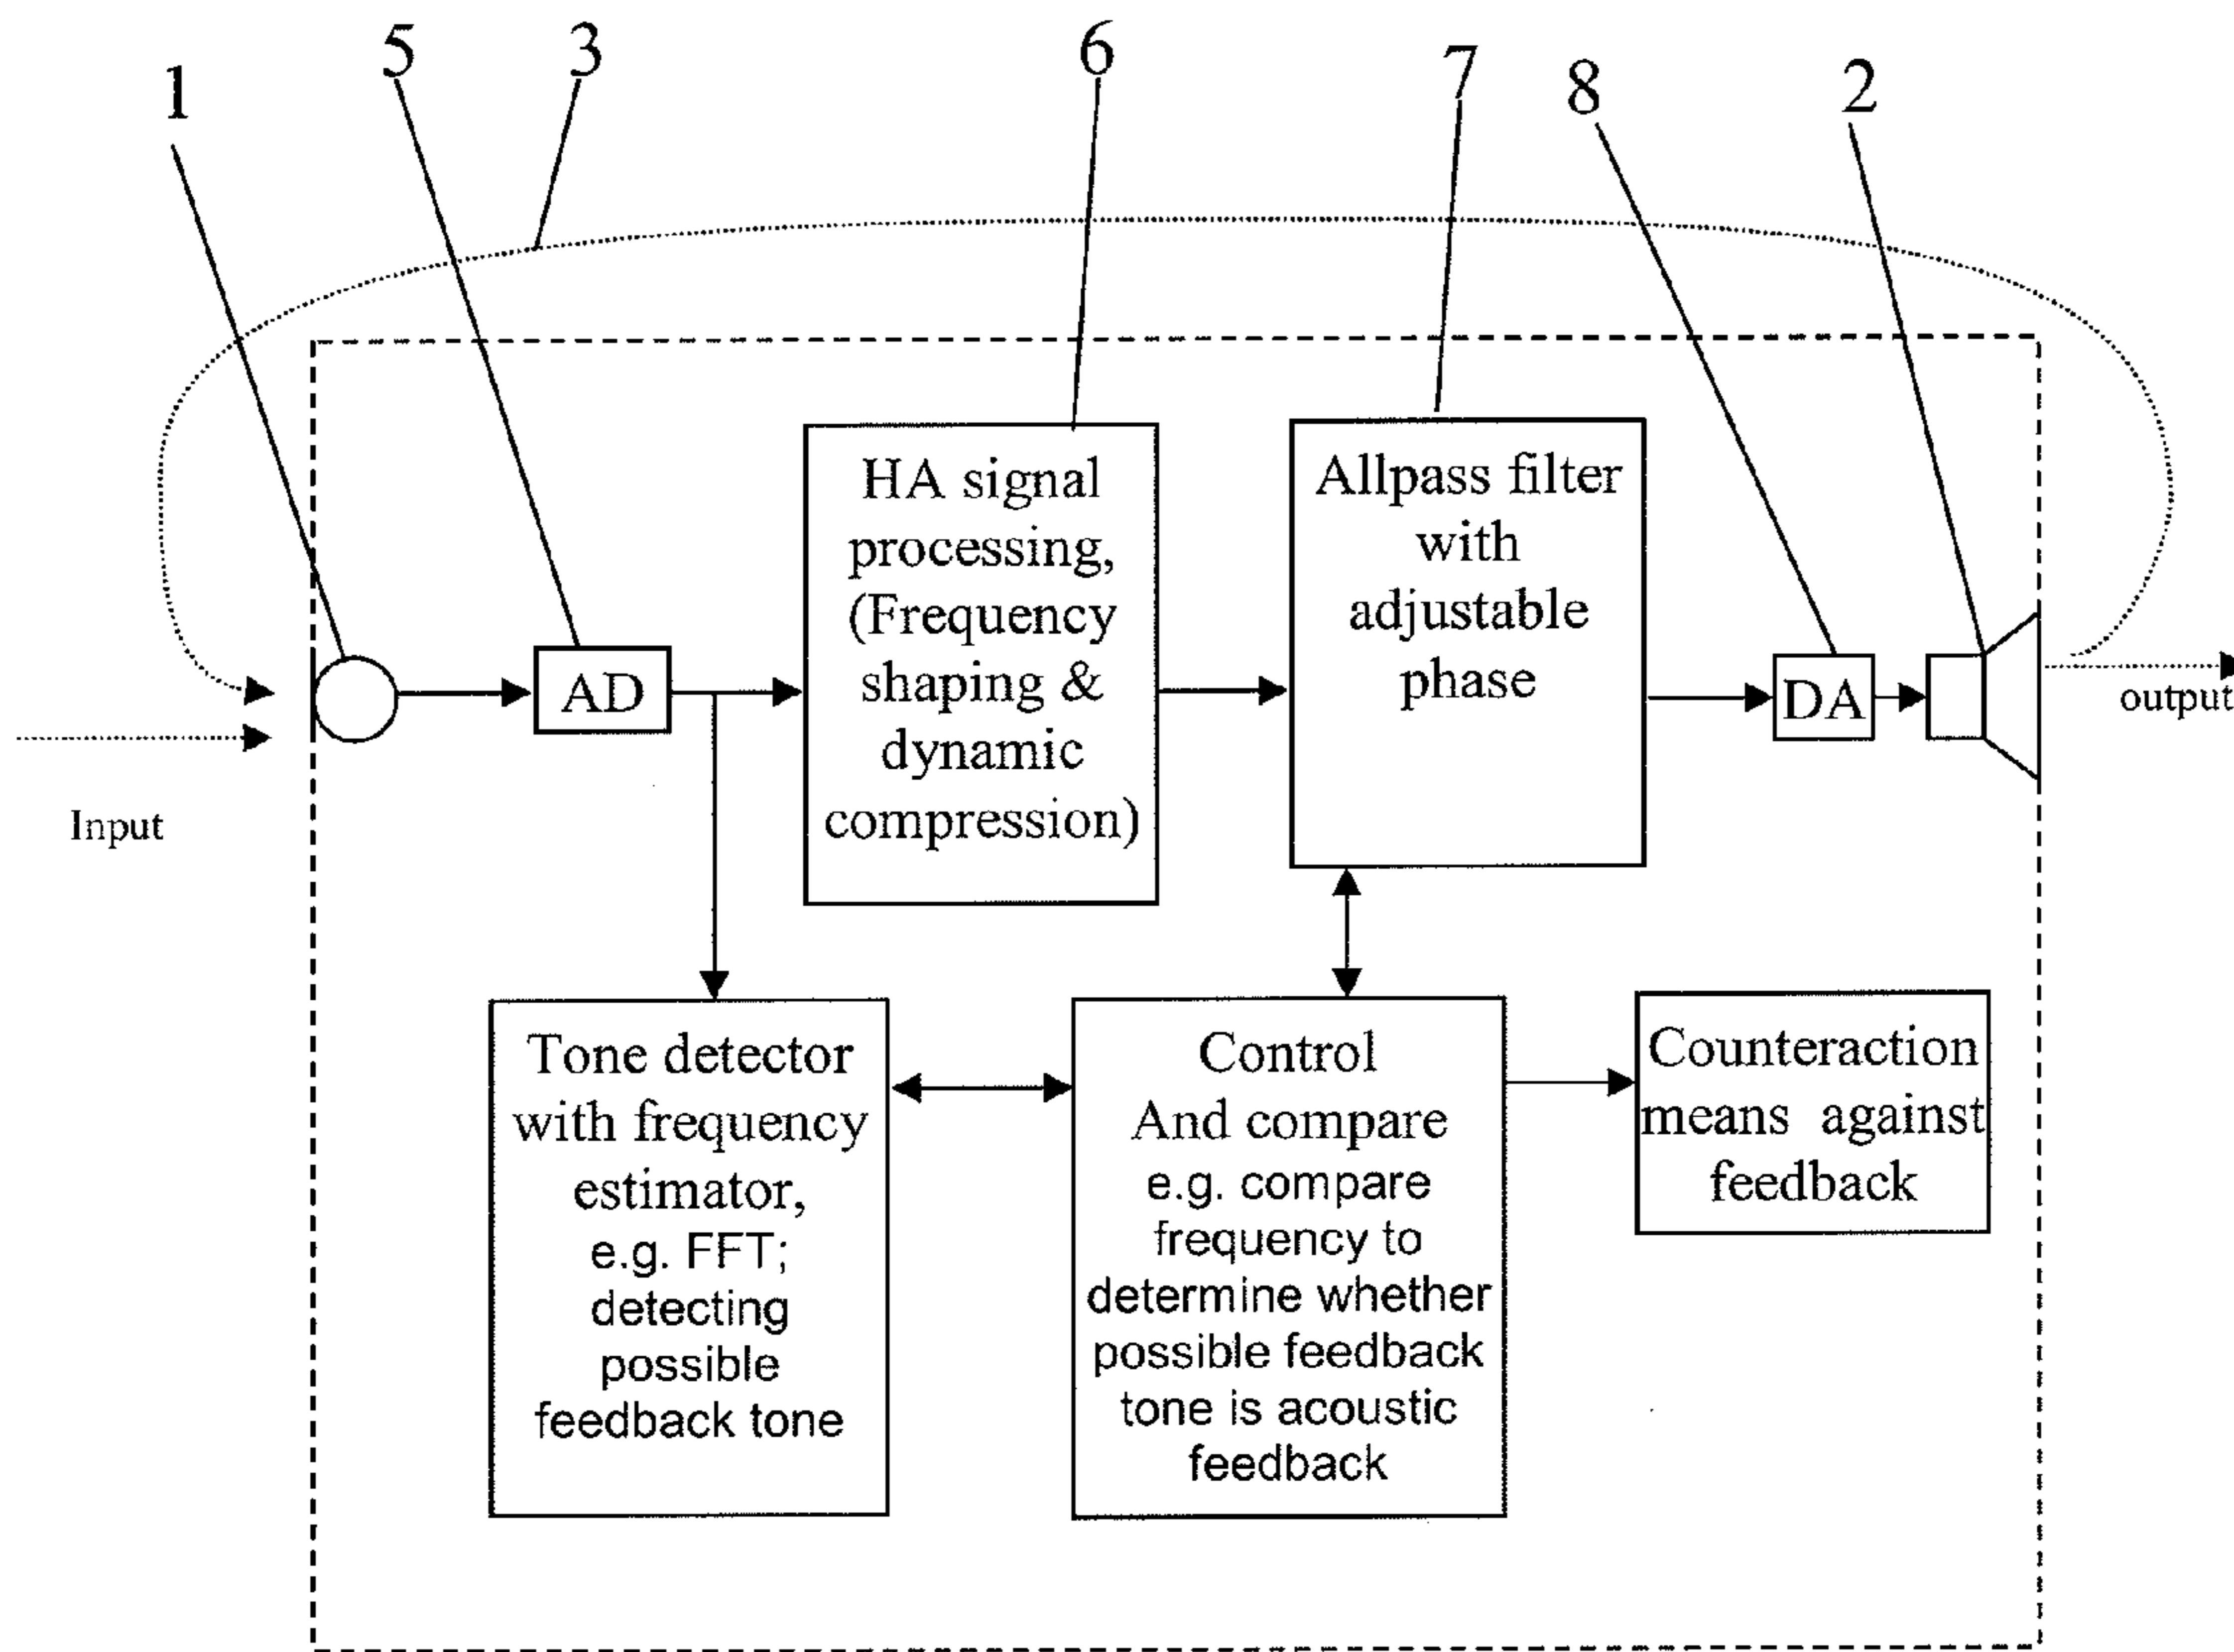 1
5
3
6
7
8
2
HA signal
processing,
(Frequency
shaping &
dynamic
compression)
Allpass filter
with
adjustable
phase
AD
DA
output
Input
Tone detector
with frequency
estimator,
e.g. FFT;
detecting
possible
feedback tone
Control
And compare
e.g. compare
frequency to
determine whether
possible feedback
tone is acoustic
feedback
Counteraction
means against
feedback